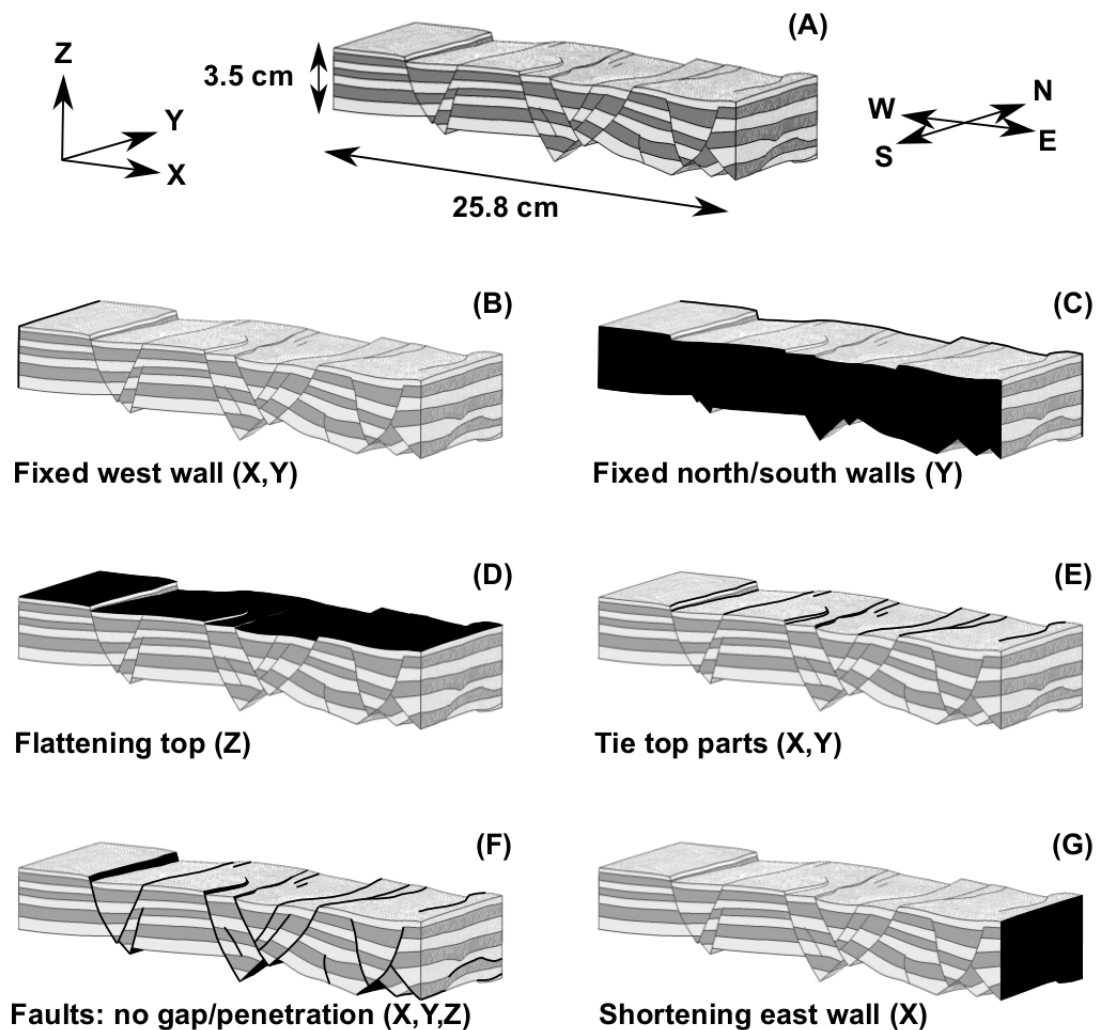 (A)
Z
3.5 cm
Y
X
N
W
E
S
25.8 cm
(B)
(C)
Fixed west wall (X,Y)
Fixed north/south walls (Y)
(D)
(E)
Flattening top (Z)
Tie top parts (X,Y)
(F)
(G)
Faults: no gap/penetration (X,Y,Z)
Shortening east wall (X)